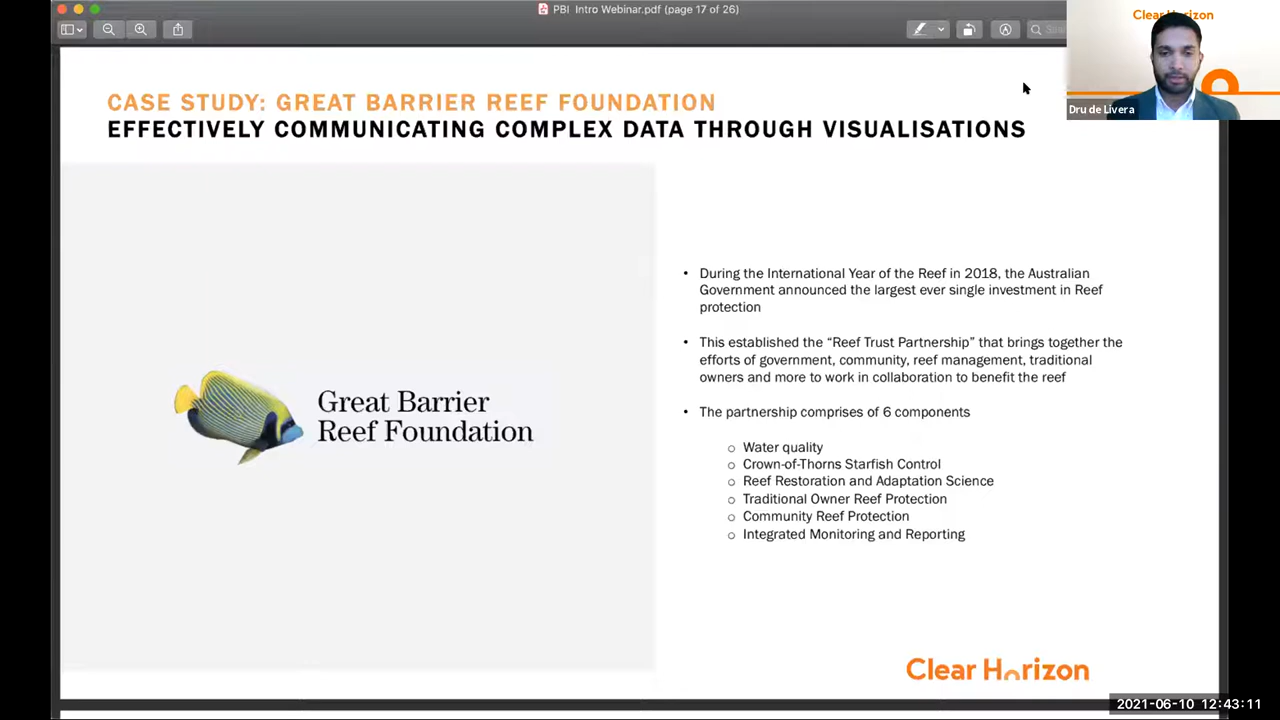 PBI Intro Webinar.pdf (page 17 of 26)
Clear Horizon
Dru de Livera
CASE STUDY: GREAT BARRIER REEF FOUNDATION
EFFECTIVELY COMMUNICATING COMPLEX DATA THROUGH VISUALISATIONS
Great Barrier
Reef Foundation
• During the International Year of the Reef in 2018, the Australian
Government announced the largest ever single investment in Reef
protection
• This established the “Reef Trust Partnership” that brings together the
efforts of government, community, reef management, traditional
owners and more to work in collaboration to benefit the reef
• The partnership comprises of 6 components
o Water quality
o Crown-of-Thorns Starfish Control
o Reef Restoration and Adaptation Science
o Traditional Owner Reef Protection
o Community Reef Protection
o Integrated Monitoring and Reporting
Clear Horizon
2021-06-10 12:43:11